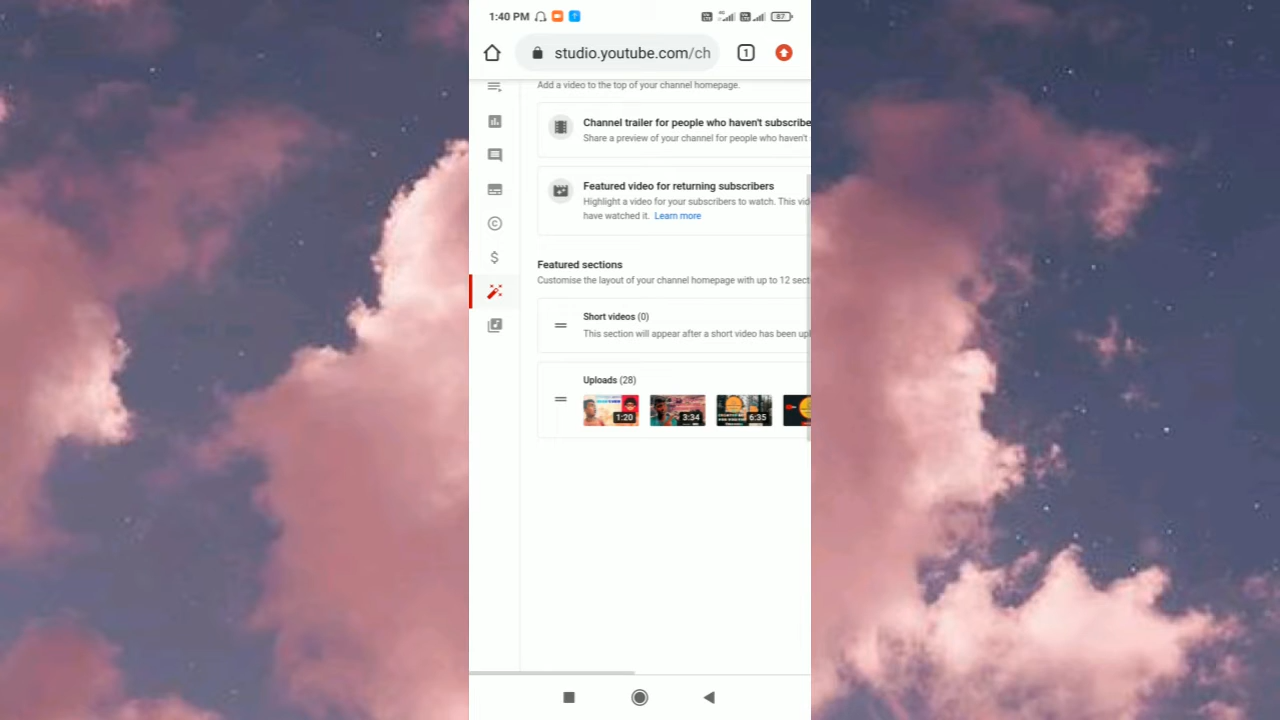 1:40 PM
87
studio.youtube.com/ch
1
Add a video to the top of your channel homepage.
Channel trailer for people who haven't subscribe
Share a preview of your channel for people who haven't
Featured video for returning subscribers
Highlight a video for your subscribers to watch. This vid
have watched it. Learn more
Featured sections
Customise the layout of your channel homepage with up to 12 sect
Short videos (0)
This section will appear after a short video has been upl
Uploads (28)
1:20
3:34
6:35